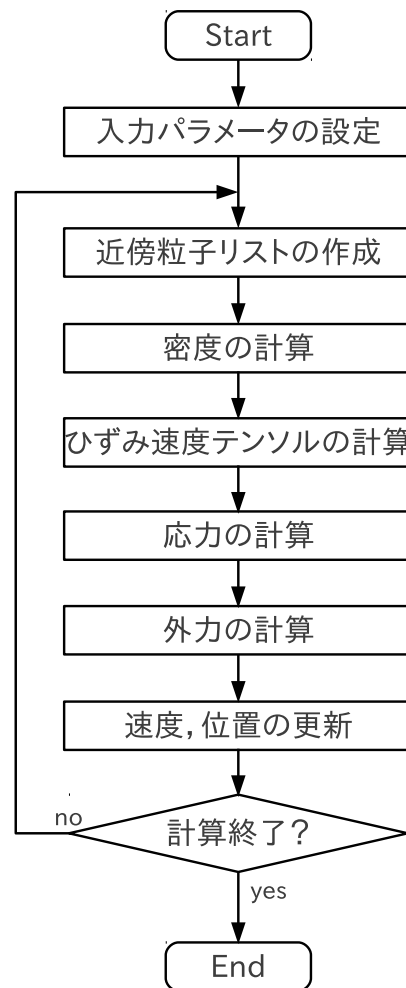 Start
入力パラメータの設定
近傍粒子リストの作成
密度の計算
ひずみ速度テンソルの計算
応力の計算
外力の計算
速度,位置の更新
計算終了?
no
yes
End